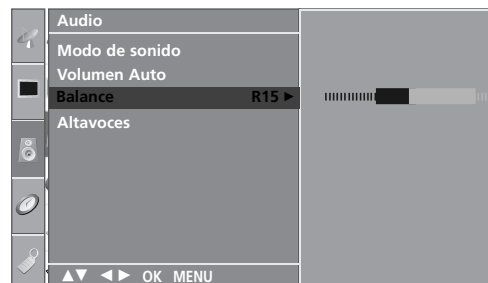 Audio
Modo de sonido
Volumen Auto
Balance R15 ►
Altavoces
▲▼ ◄► OK MENU